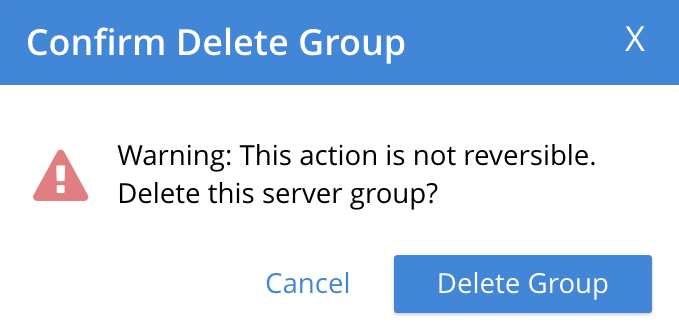 Confirm Delete Group
X
Warning: This action is not reversible.
Delete this server group?
Cancel
Delete Group